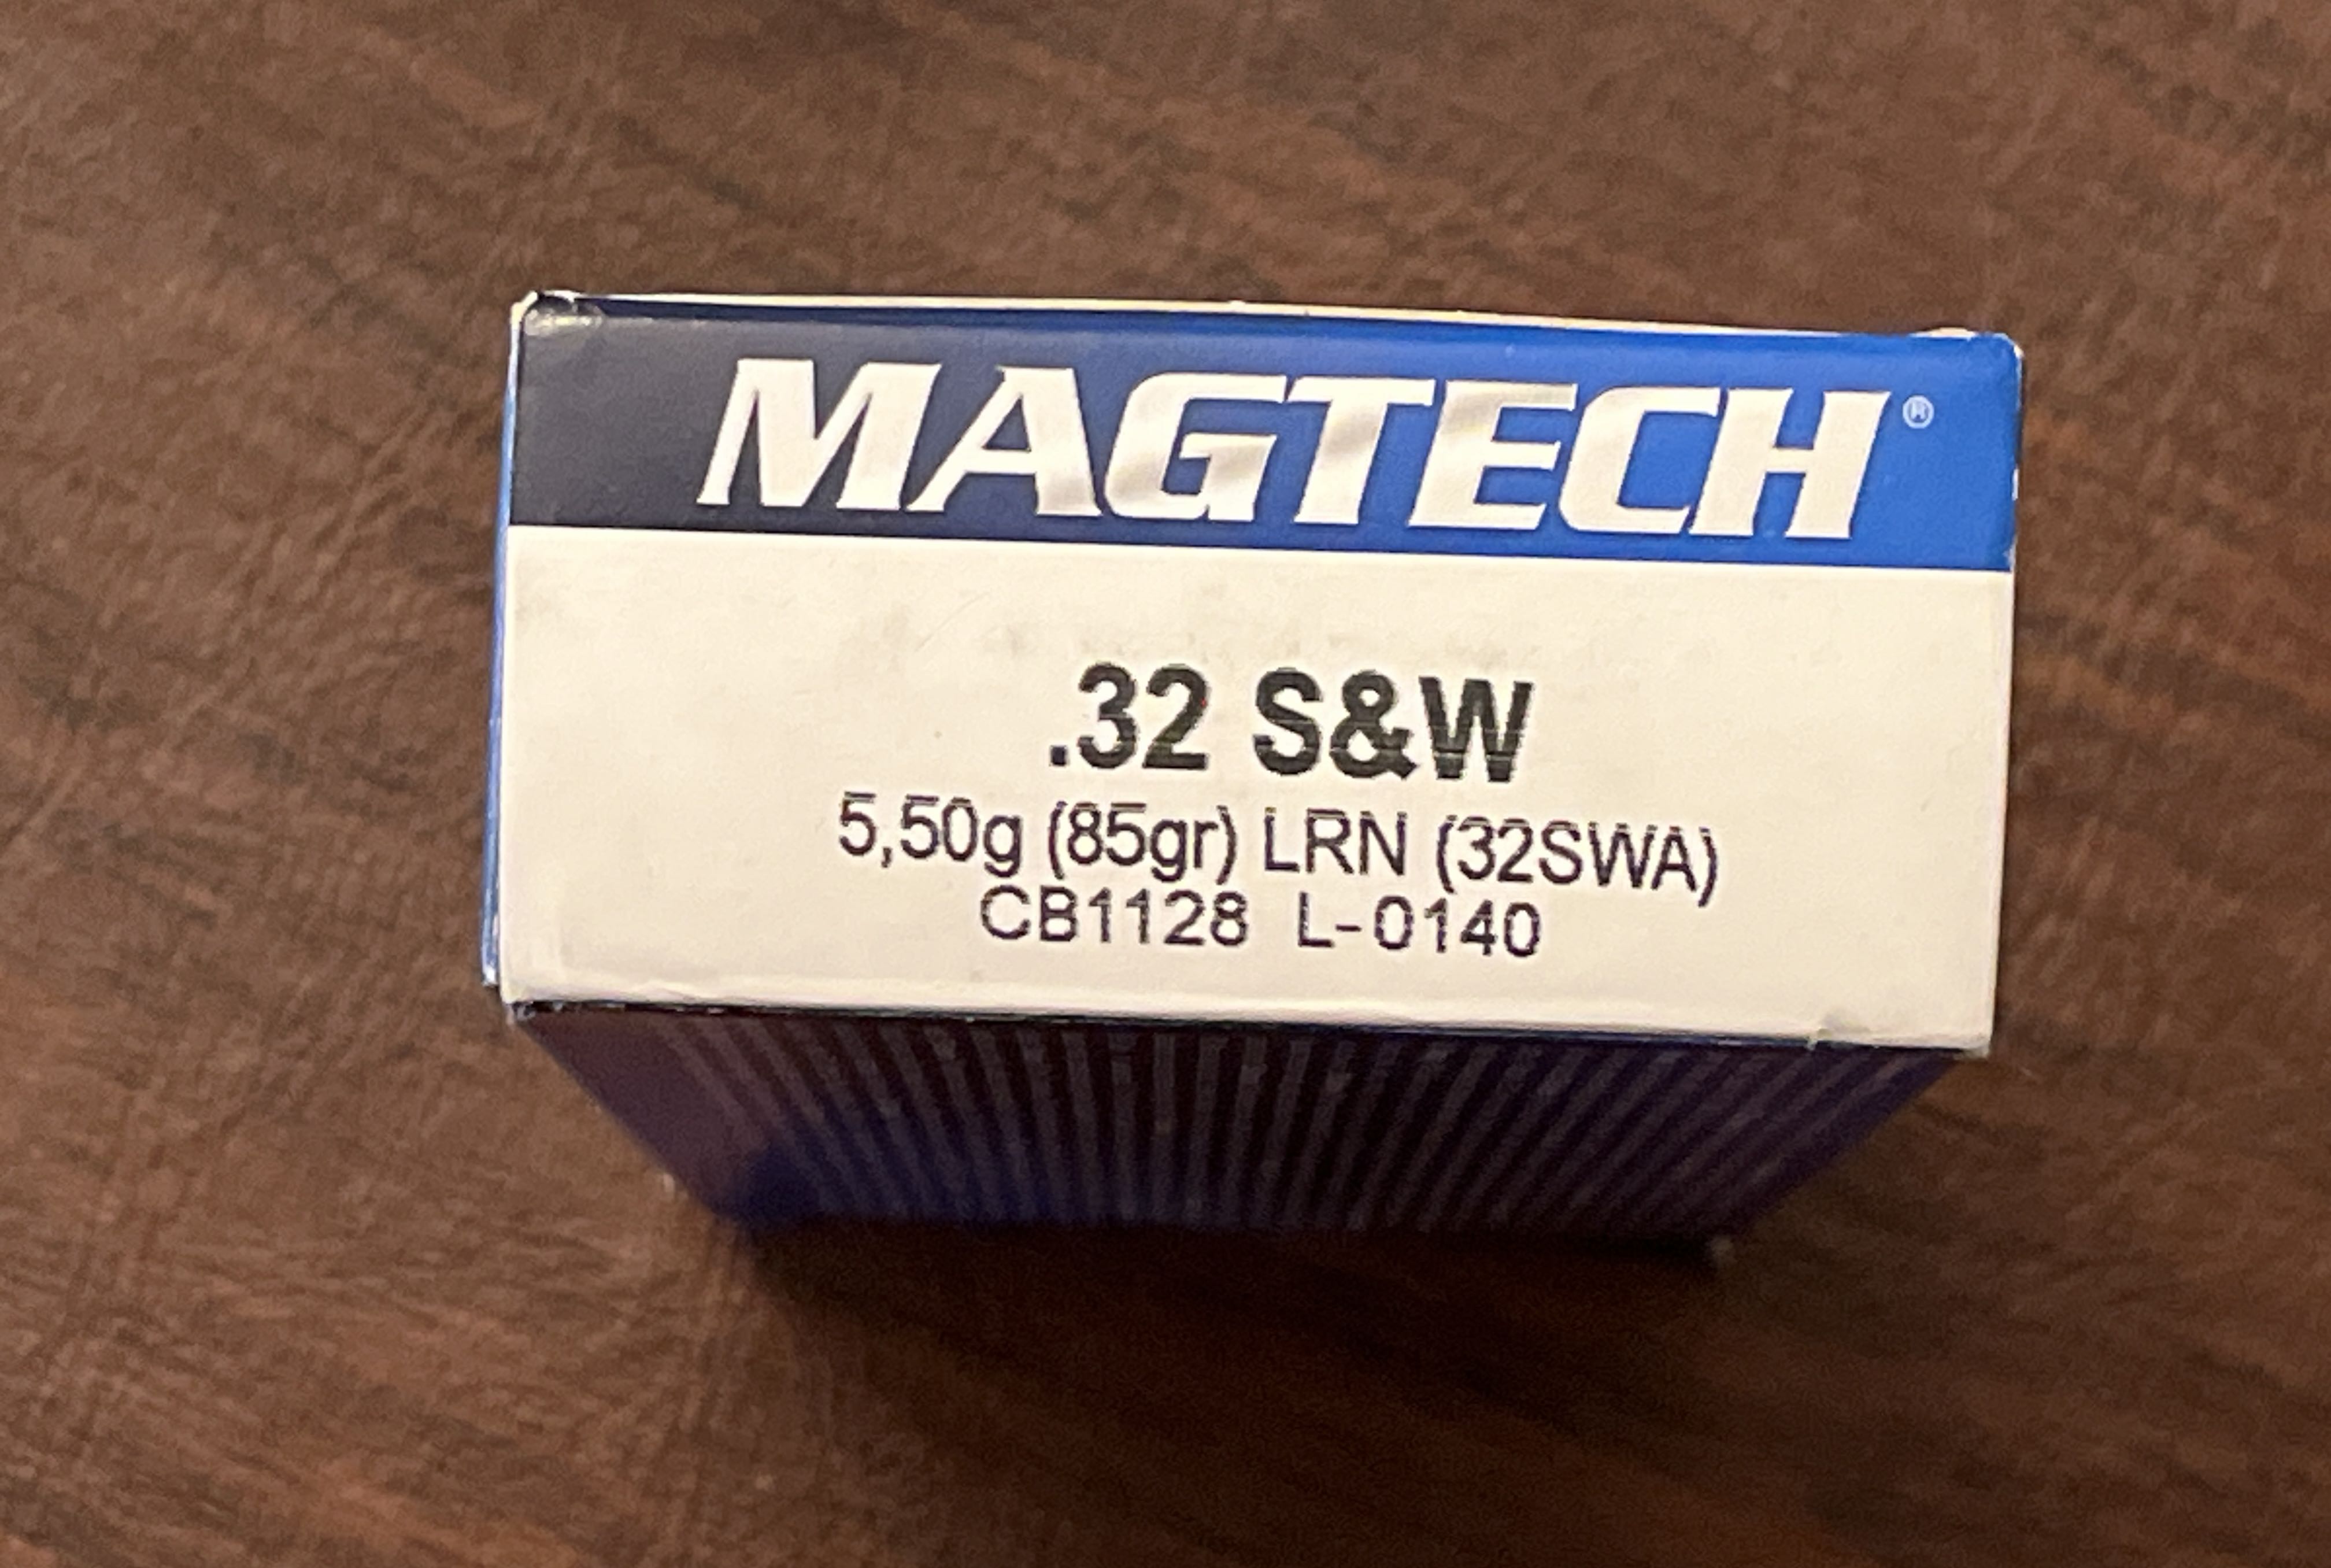 MAGTECH®
.32 S&W
5,50g (85gr) LRN (32SWA)
CB1128 L-0140